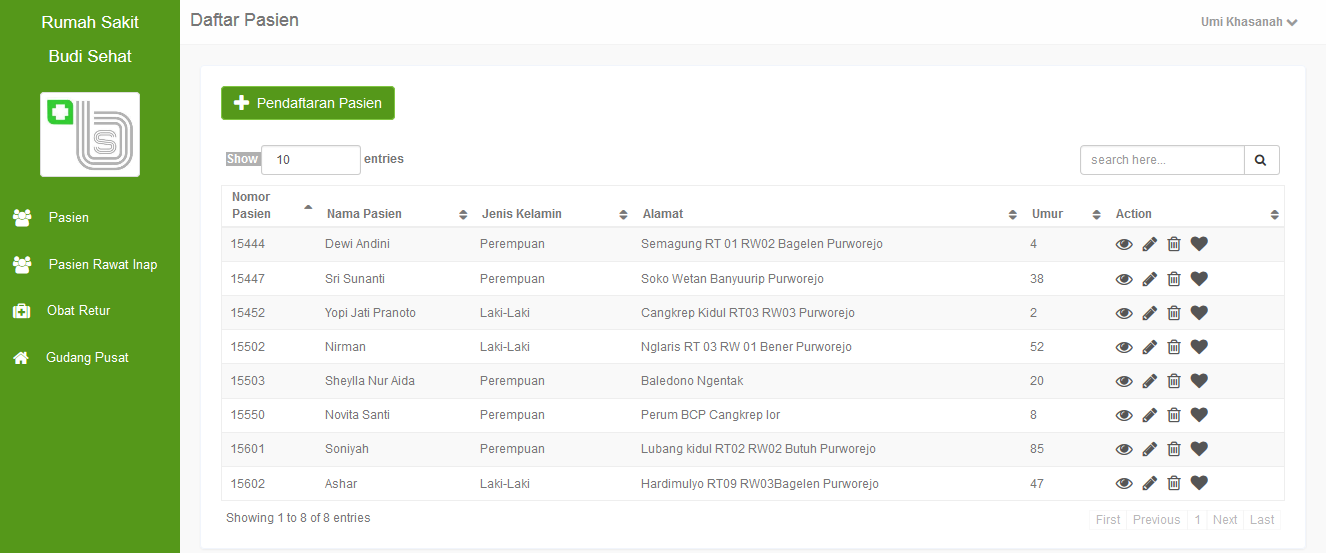 Rumah Sakit
Budi Sehat
Pasien
Pasien Rawat Inap
Obat Retur
Gudang Pusat
Daftar Pasien
Umi Khasanah
Pendaftaran Pasien
Show 10 entries
search here...
Nomor Pasien Nama Pasien Jenis Kelamin Alamat Umur Action
15444 Dewi Andini Perempuan Semagung RT 01 RW02 Bagelen Purworejo 4
15447 Sri Sunanti Perempuan Soko Wetan Banyuurip Purworejo 38
15452 Yopi Jati Pranoto Laki-Laki Cangkrep Kidul RT03 RW03 Purworejo 2
15502 Nirman Laki-Laki Nglaris RT 03 RW 01 Bener Purworejo 52
15503 Sheylla Nur Aida Perempuan Baledono Ngentak 20
15550 Novita Santi Perempuan Perum BCP Cangkrep lor 8
15601 Soniyah Perempuan Lubang kidul RT02 RW02 Butuh Purworejo 85
15602 Ashar Laki-Laki Hardimulyo RT09 RW03Bagelen Purworejo 47
Showing 1 to 8 of 8 entries
First Previous 1 Next Last